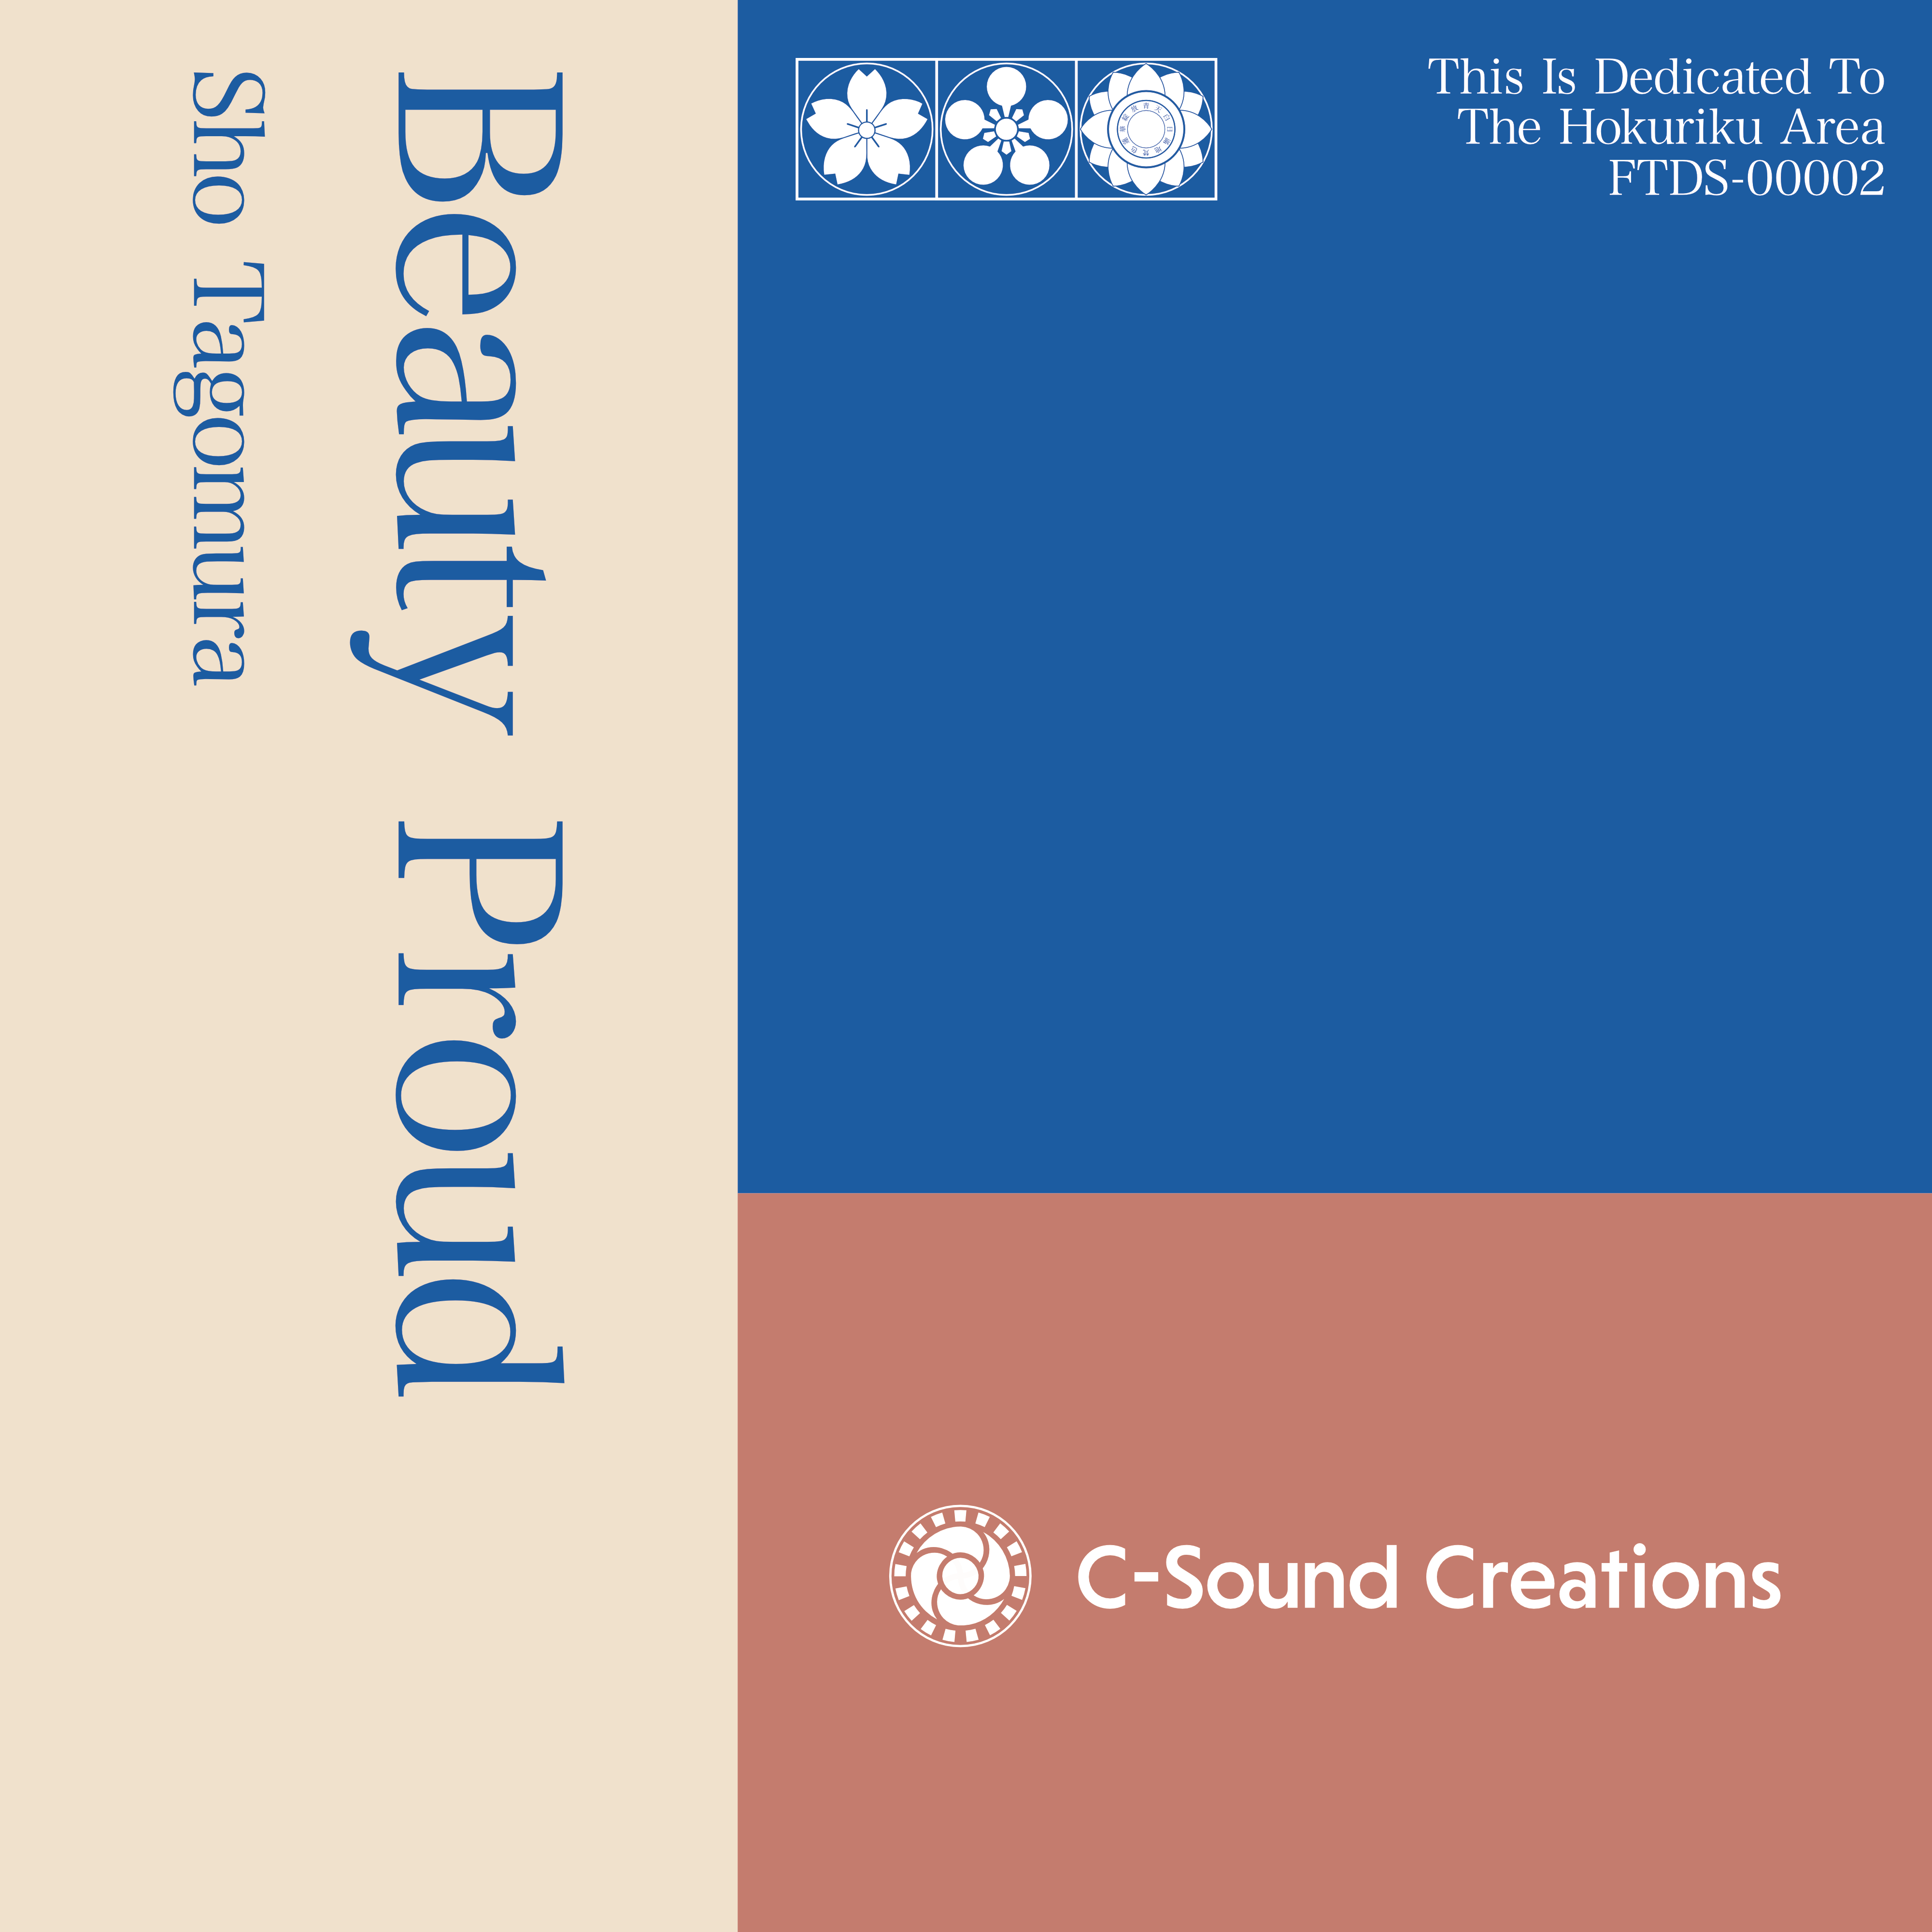 Beauty Proud
Sho Tagomura
This Is Dedicated To
The Hokuriku Area
FTDS-00002
C-Sound Creations